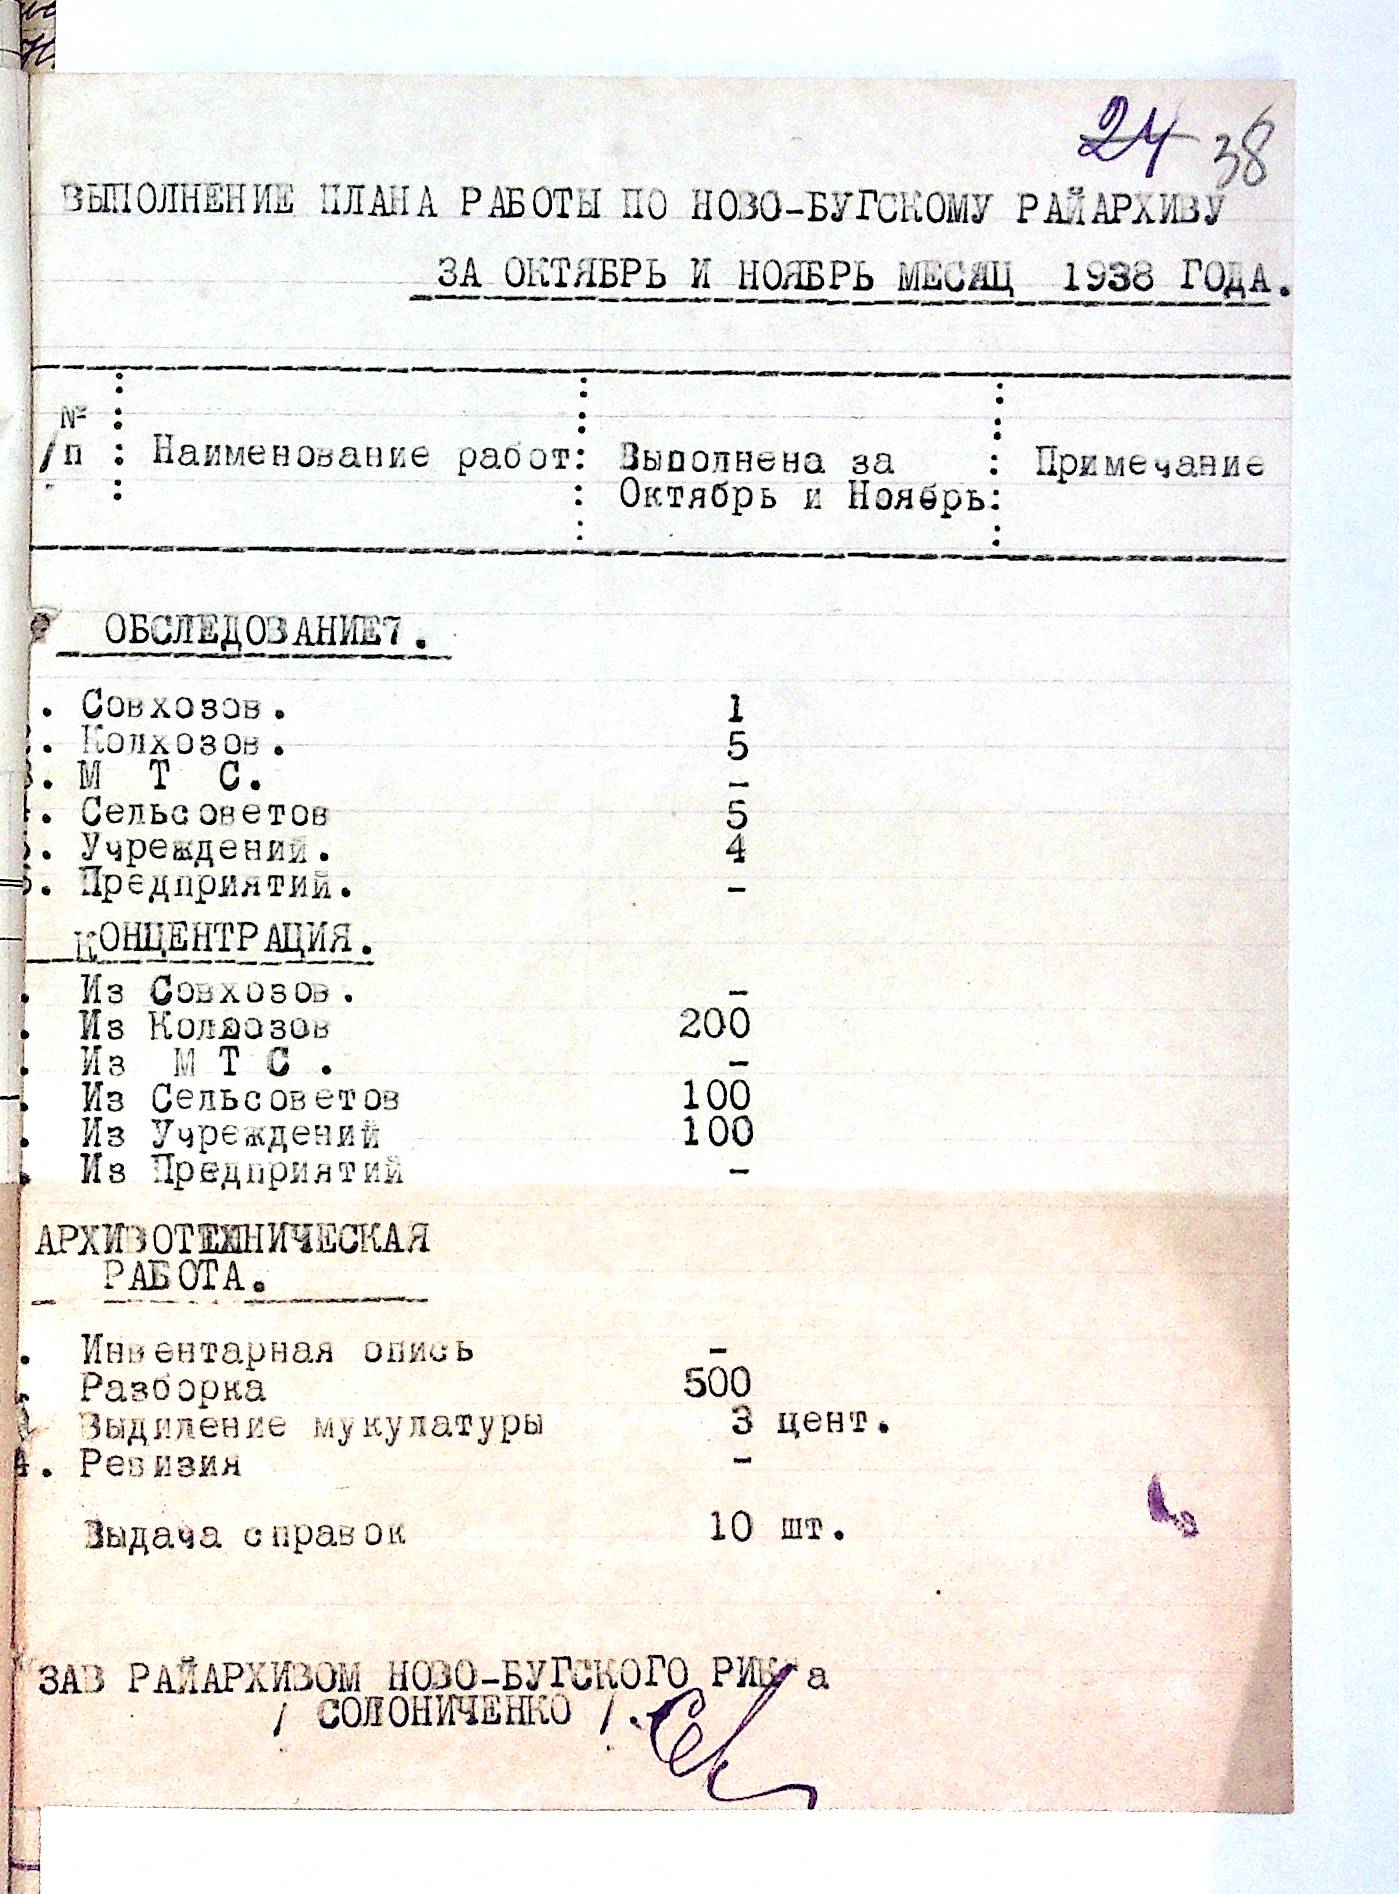 24 38
ВЫПОЛНЕНИЕ ПЛАНА РАБОТЫ ПО НОВО-БУГСКОМУ РАЙАРХИВУ
ЗА ОКТЯБРЬ И НОЯБРЬ МЕСЯЦ 1938 ГОДА.
№
/п : Наименование работ: Выполнена за : Примечание
Октябрь и Ноябрь:
ОБСЛЕДОВАНИЕ7.
. Совхозов. 1
. Колхозов. 5
3. М Т С. –
. Сельсоветов 5
. Учреждений. 4
. Предприятий. –
КОНЦЕНТРАЦИЯ.
. Из Совхозов. –
. Из Колхозов 200
. Из М Т С . –
. Из Сельсоветов 100
. Из Учреждений 100
. Из Предприятий –
АРХИВОТЕХНИЧЕСКАЯ
РАБОТА.
. Инвентарная опись –
. Разборка 500
Выдиление мукулатуры 3 цент.
4. Ревизия –
Выдача справок 10 шт.
ЗАВ РАЙАРХИВОМ НОВО-БУГСКОГО РИК"а
/ СОЛОНИЧЕНКО /.